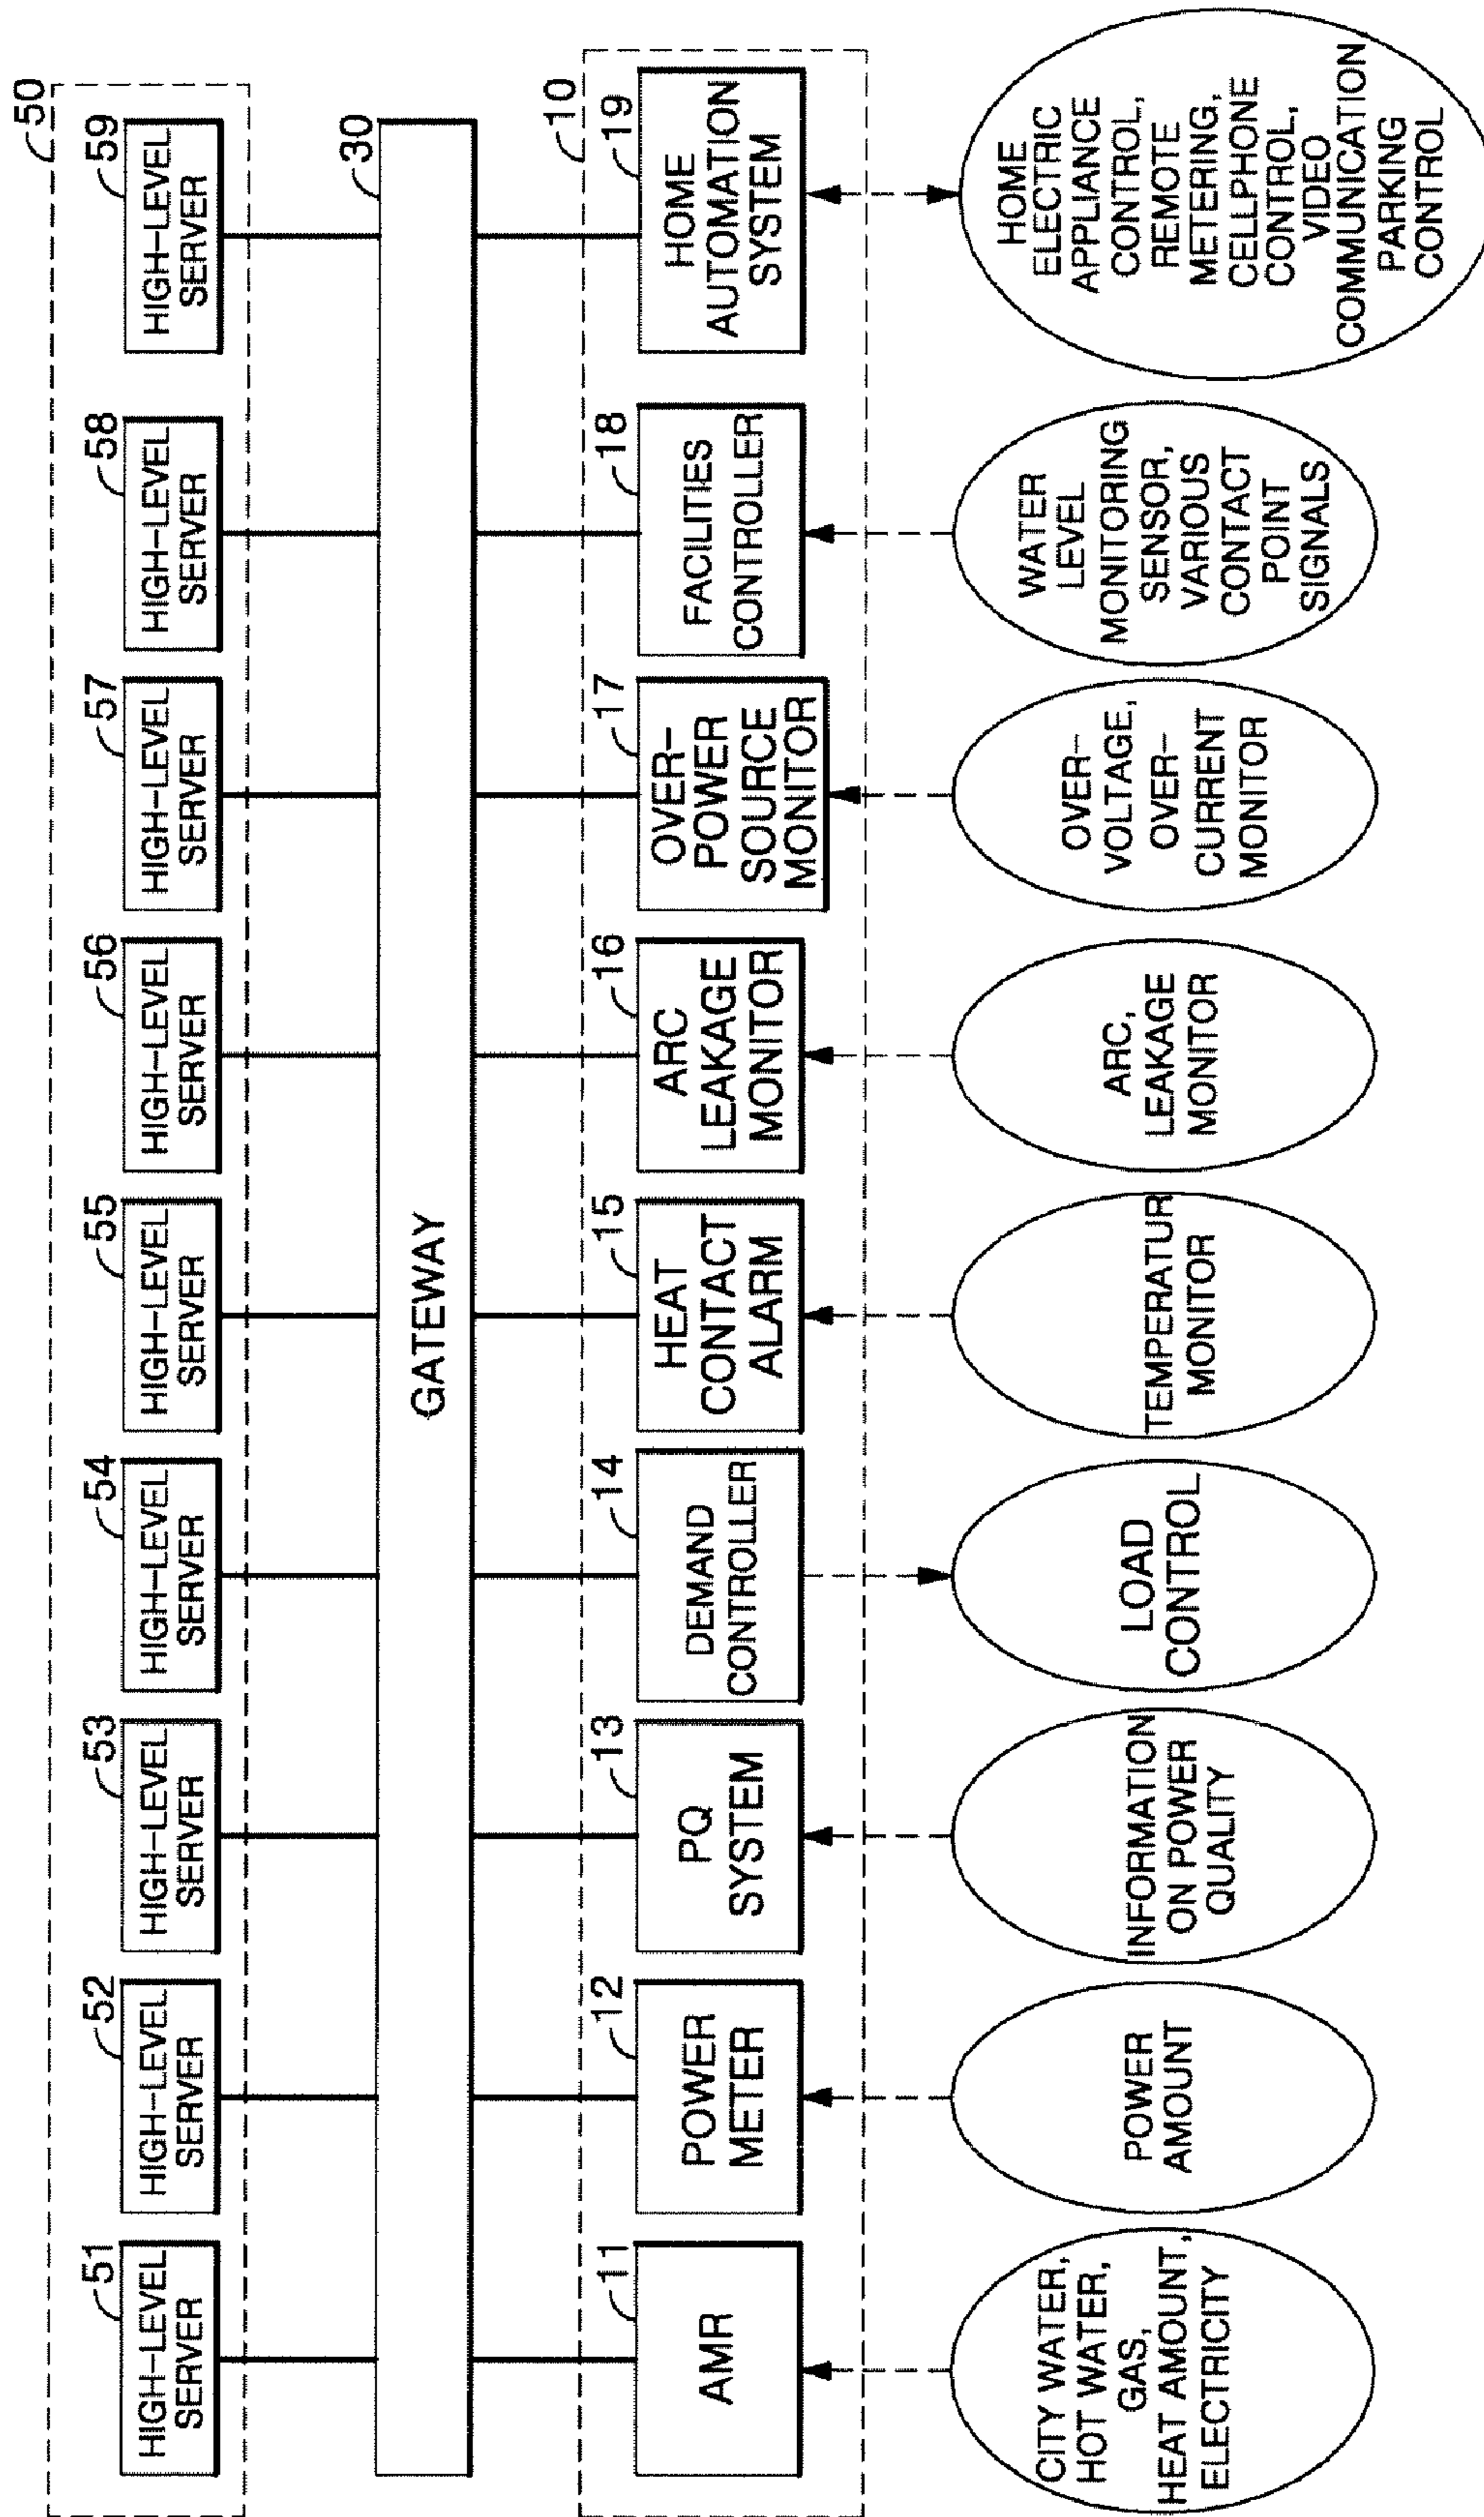 50
51
HIGH-LEVEL
SERVER
52
HIGH-LEVEL
SERVER
53
HIGH-LEVEL
SERVER
54
HIGH-LEVEL
SERVER
55
HIGH-LEVEL
SERVER
56
HIGH-LEVEL
SERVER
57
HIGH-LEVEL
SERVER
58
HIGH-LEVEL
SERVER
59
HIGH-LEVEL
SERVER
30
GATEWAY
10
11
AMR
12
POWER
METER
13
PQ
SYSTEM
14
DEMAND
CONTROLLER
15
HEAT
CONTACT
ALARM
16
ARC
LEAKAGE
MONITOR
17
OVER-
POWER
SOURCE
MONITOR
18
FACILITIES
CONTROLLER
19
HOME
AUTOMATION
SYSTEM
CITY WATER,
HOT WATER,
GAS,
HEAT AMOUNT,
ELECTRICITY
POWER
AMOUNT
INFORMATION
ON POWER
QUALITY
LOAD
CONTROL
TEMPERATUR
MONITOR
ARC,
LEAKAGE
MONITOR
OVER-
VOLTAGE,
OVER-
CURRENT
MONITOR
WATER
LEVEL
MONITORING
SENSOR,
VARIOUS
CONTACT
POINT
SIGNALS
HOME
ELECTRIC
APPLIANCE
CONTROL,
REMOTE
METERING,
CELLPHONE
CONTROL,
VIDEO
COMMUNICATION
PARKING
CONTROL